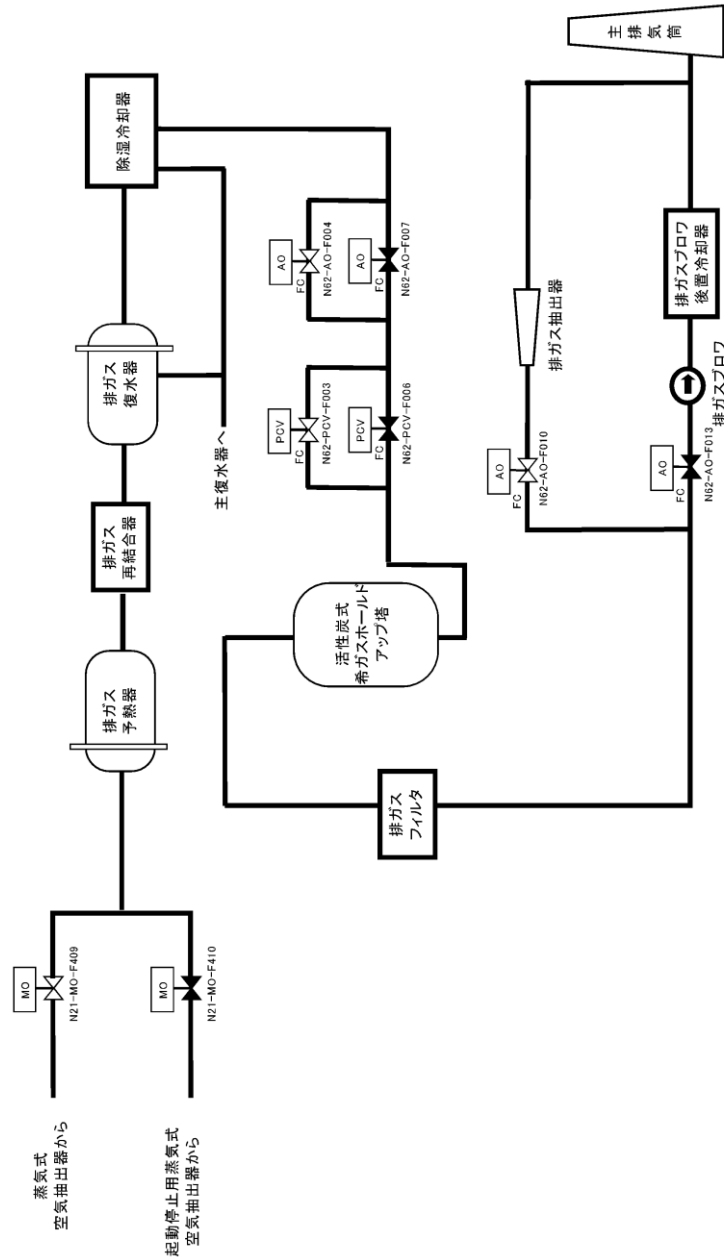 蒸気式
空気抽出器から
起動停止用蒸気式
空気抽出器から
MO
N21-MO-F409
MO
N21-MO-F410
排ガス
予熱器
排ガス
再結合器
排ガス
復水器
除湿冷却器
主復水器へ
PCV
FC
N62-PCV-F003
PCV
FC
N62-PCV-F006
AO
FC
N62-AO-F004
AO
FC
N62-AO-F007
活性炭式
希ガスホールド
アップ塔
排ガス
フィルタ
AO
FC
N62-AO-F010
排ガス抽出器
AO
FC
N62-AO-F013
排ガスブロワ
排ガスブロワ
後置冷却器
主排気筒